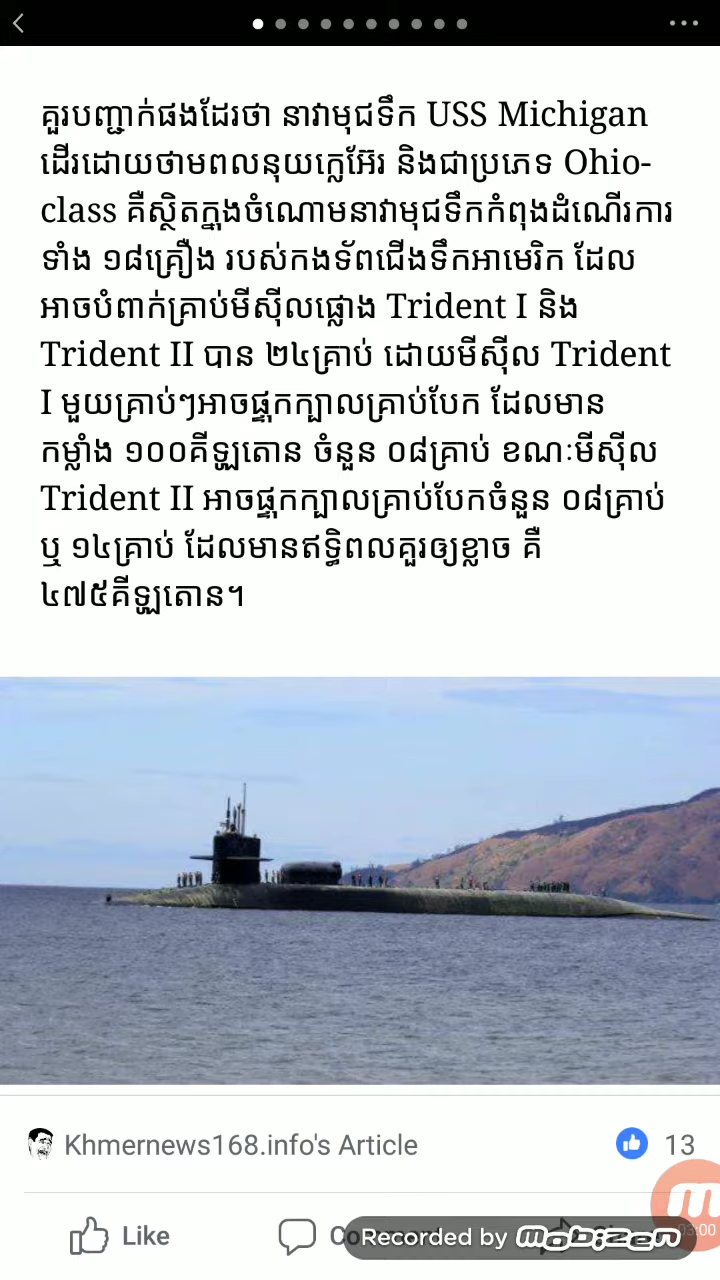 គួរបញ្ជាក់ផងដែរថា នាវាមុជទឹក USS Michigan
ដើរដោយថាមពលនុយក្លេអ៊ែរ និងជាប្រភេទ Ohio-
class គឺស្ថិតក្នុងចំណោមនាវាមុជទឹកកំពុងដំណើរការ
ទាំង ១៨គ្រឿង របស់កងទ័ពជើងទឹកអាមេរិក ដែល
អាចបំពាក់គ្រាប់មីស៊ីលផ្លោង Trident I និង
Trident II បាន ២៤គ្រាប់ ដោយមីស៊ីល Trident
I មួយគ្រាប់ៗអាចផ្ទុកក្បាលគ្រាប់បែក ដែលមាន
កម្លាំង ១០០គីឡូតោន ចំនួន ០៨គ្រាប់ ខណៈមីស៊ីល
Trident II អាចផ្ទុកក្បាលគ្រាប់បែកចំនួន ០៨គ្រាប់
ឬ ១៤គ្រាប់ ដែលមានឥទ្ធិពលគួរឲ្យខ្លាច គឺ
៤៧៥គីឡូតោន។
Khmernews168.info's Article
13
Like
Recorded by mobizen
03:00